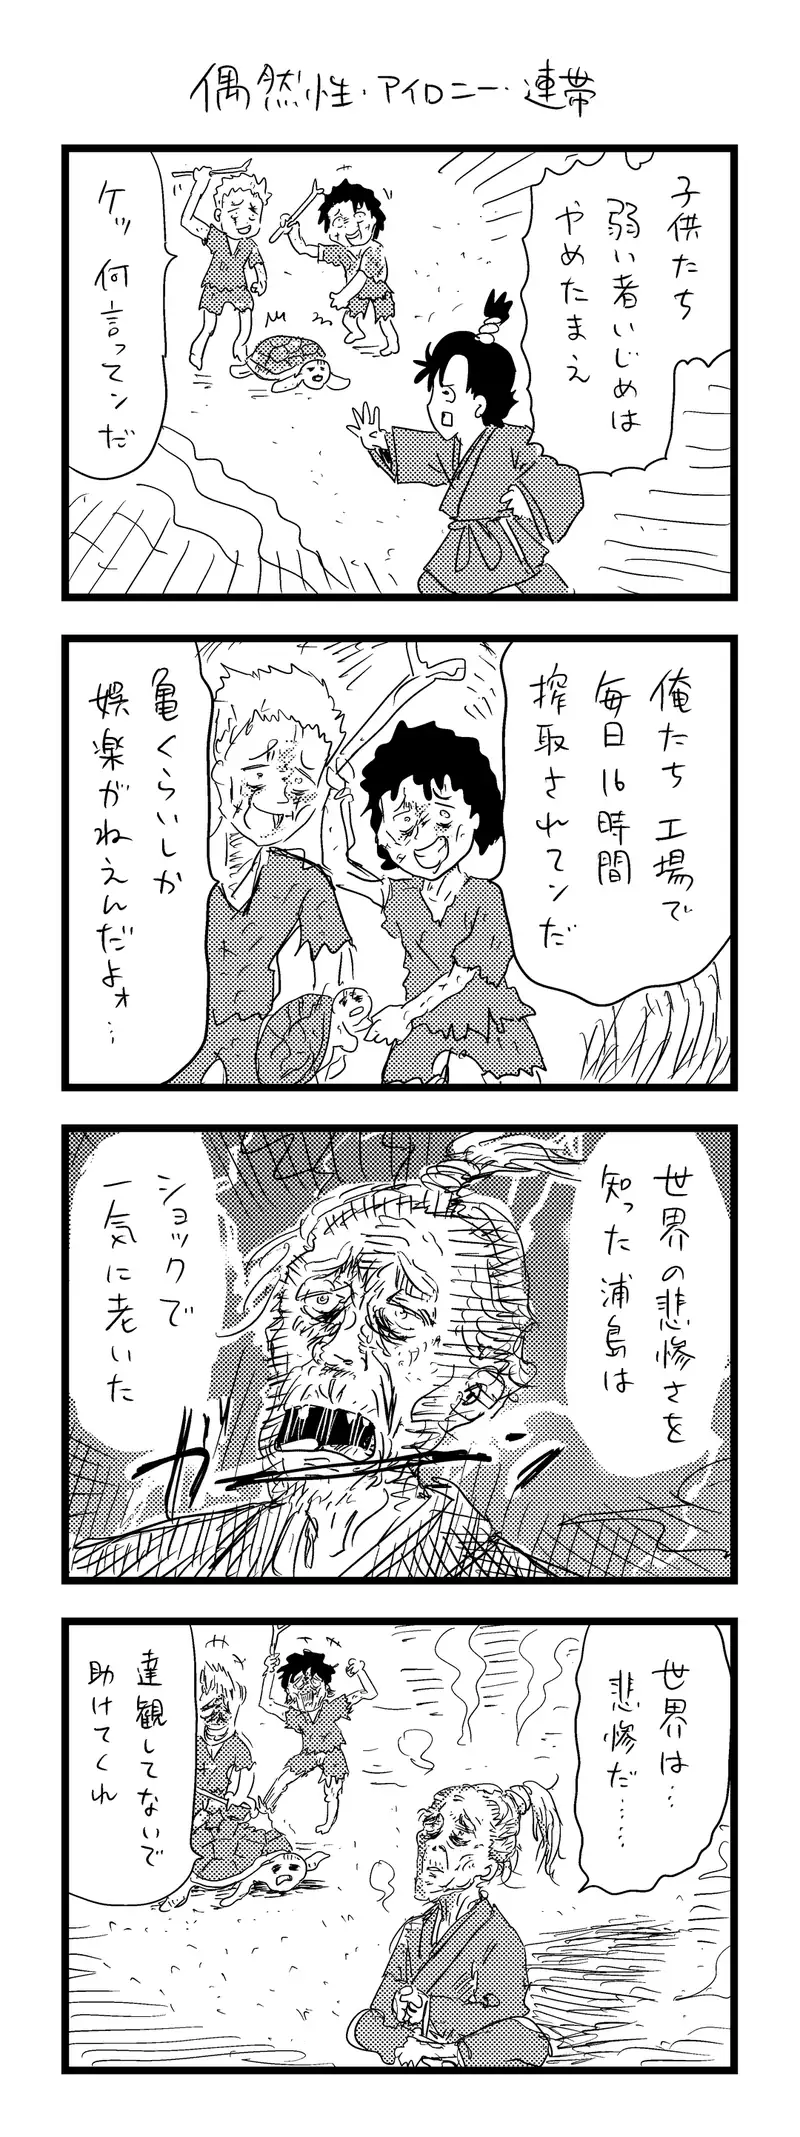 偶然性・アイロニー・連帯
子供たち
弱い者いじめは
やめたまえ
ケッ 何言ってンだ
俺たち 工場で
毎日16時間
搾取されてンだ
亀くらいしか
娯楽がねえんだよォ…
世界の悲惨さを
知った浦島は
ショックで
一気に老いた
ガーン
世界は…
悲惨だ……
達観してないで
助けてくれ